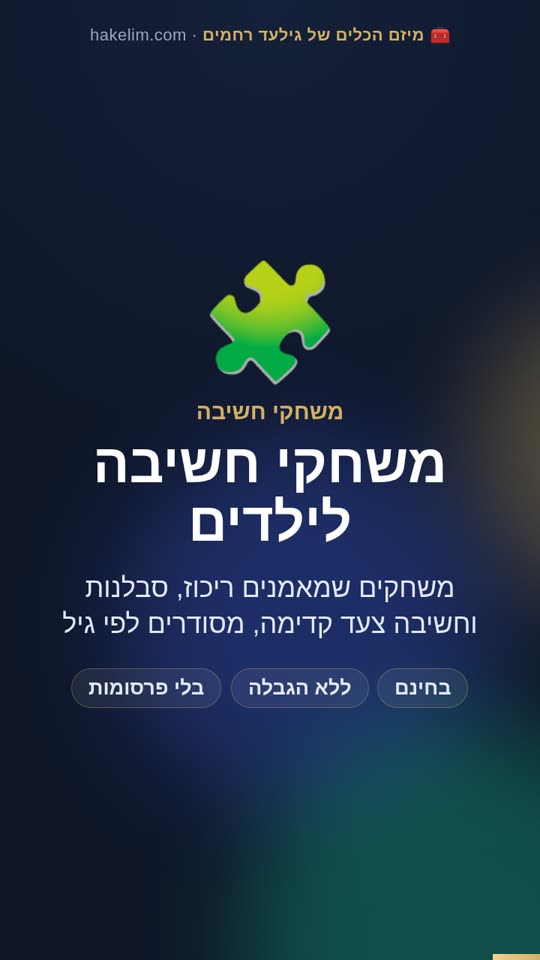 🧰 מיזם הכלים של גילעד רחמים · hakelim.com
משחקי חשיבה
משחקי חשיבה
לילדים
משחקים שמאמנים ריכוז, סבלנות
וחשיבה צעד קדימה, מסודרים לפי גיל
בחינם
ללא הגבלה
בלי פרסומות